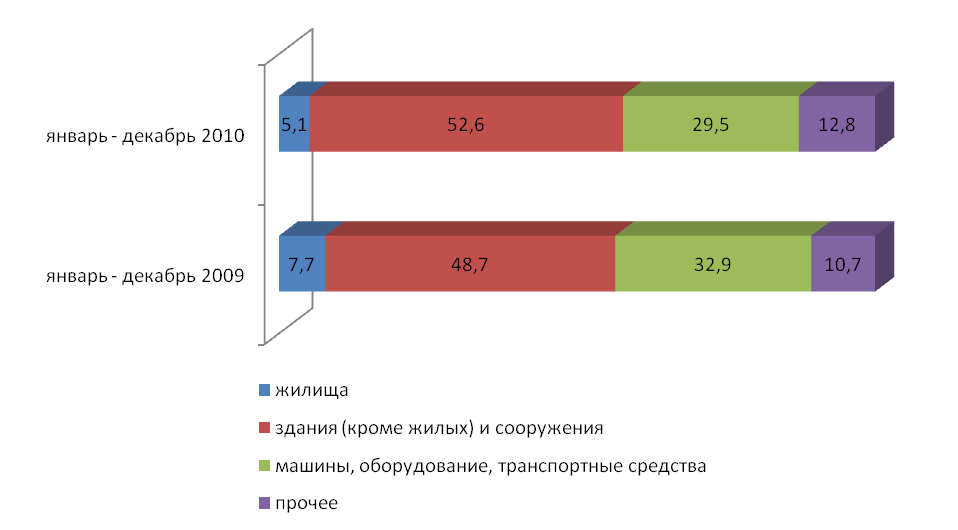 январь - декабрь 2010
5,1
52,6
29,5
12,8
январь - декабрь 2009
7,7
48,7
32,9
10,7
жилища
здания (кроме жилых) и сооружения
машины, оборудование, транспортные средства
прочее